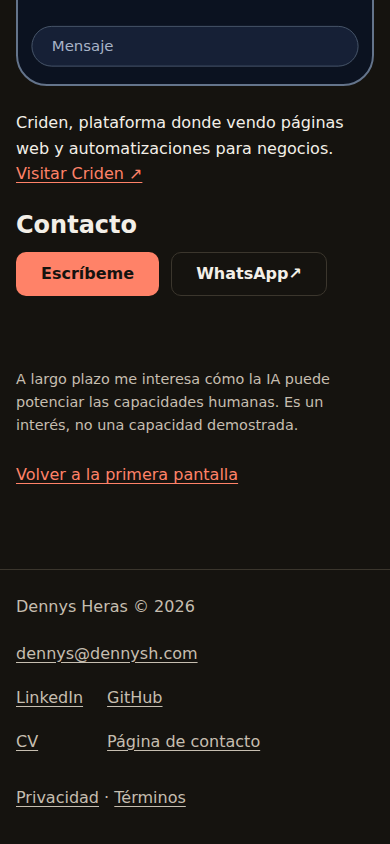 Mensaje
Criden, plataforma donde vendo páginas
web y automatizaciones para negocios.
Visitar Criden ↗
Contacto
Escríbeme
WhatsApp↗
A largo plazo me interesa cómo la IA puede
potenciar las capacidades humanas. Es un
interés, no una capacidad demostrada.
Volver a la primera pantalla
Dennys Heras © 2026
dennys@dennysh.com
LinkedIn GitHub
CV Página de contacto
Privacidad · Términos